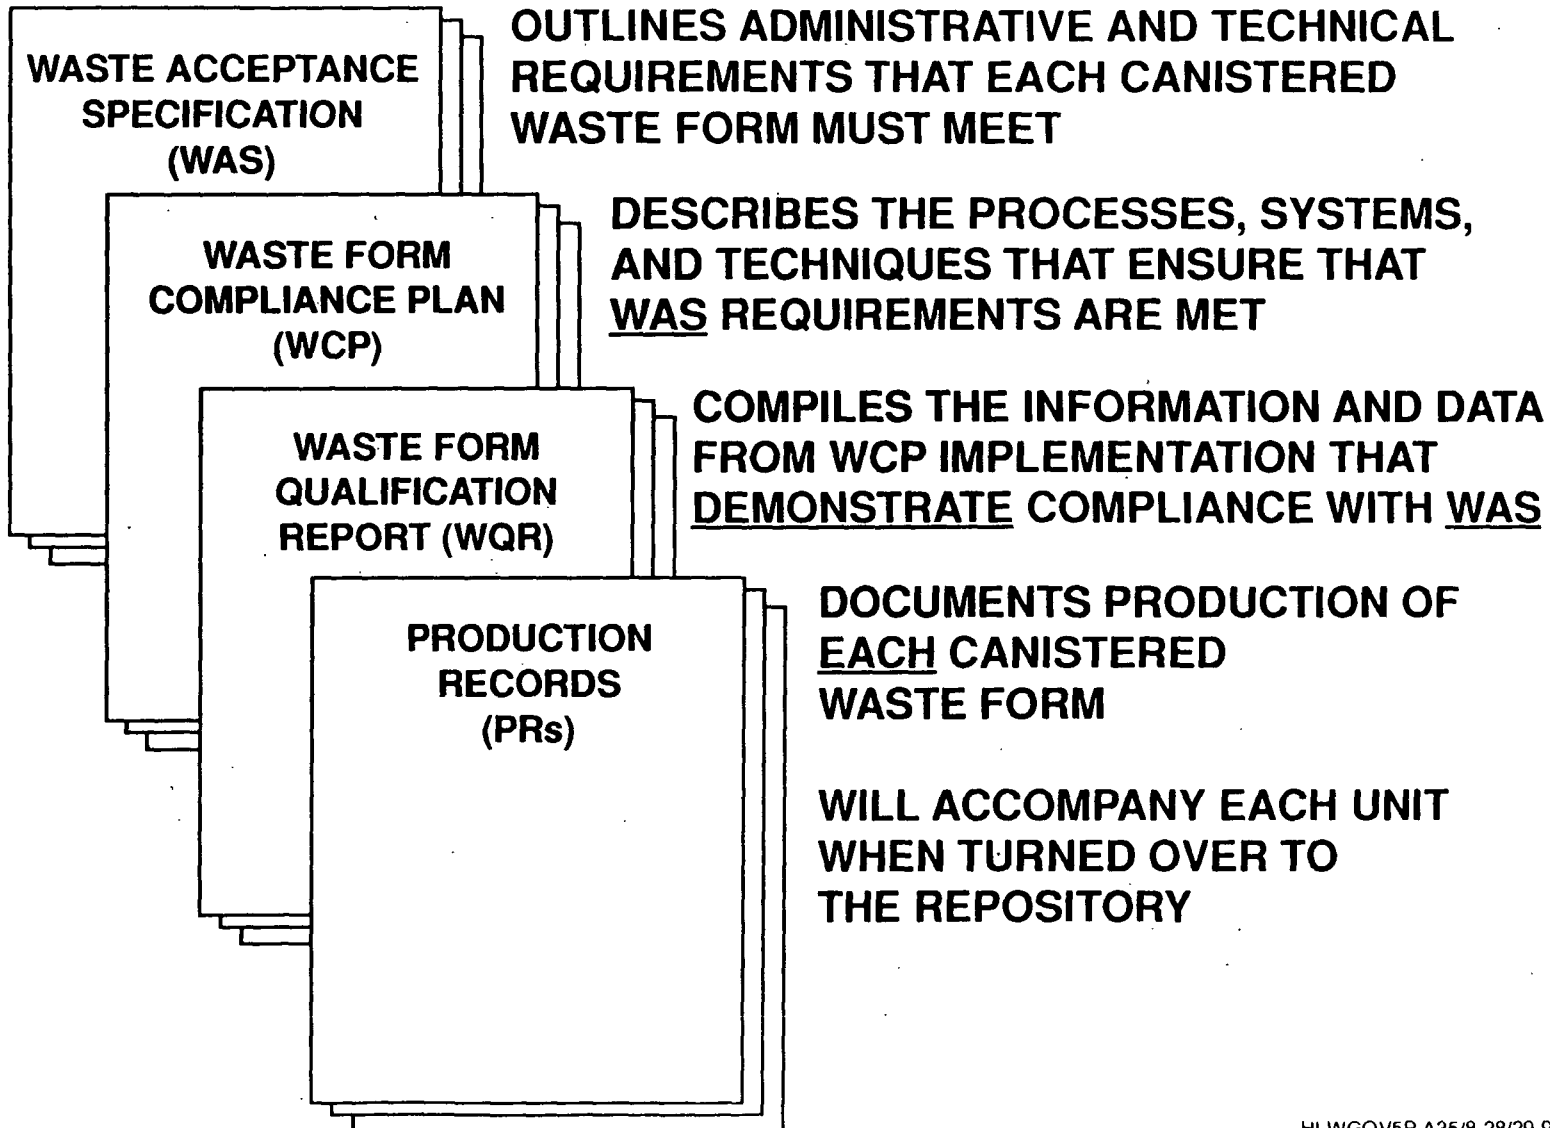 WASTE ACCEPTANCE
SPECIFICATION
(WAS)
OUTLINES ADMINISTRATIVE AND TECHNICAL
REQUIREMENTS THAT EACH CANISTERED
WASTE FORM MUST MEET
WASTE FORM
COMPLIANCE PLAN
(WCP)
DESCRIBES THE PROCESSES, SYSTEMS,
AND TECHNIQUES THAT ENSURE THAT
WAS REQUIREMENTS ARE MET
WASTE FORM
QUALIFICATION
REPORT (WQR)
COMPILES THE INFORMATION AND DATA
FROM WCP IMPLEMENTATION THAT
DEMONSTRATE COMPLIANCE WITH WAS
PRODUCTION
RECORDS
(PRs)
DOCUMENTS PRODUCTION OF
EACH CANISTERED
WASTE FORM
WILL ACCOMPANY EACH UNIT
WHEN TURNED OVER TO
THE REPOSITORY